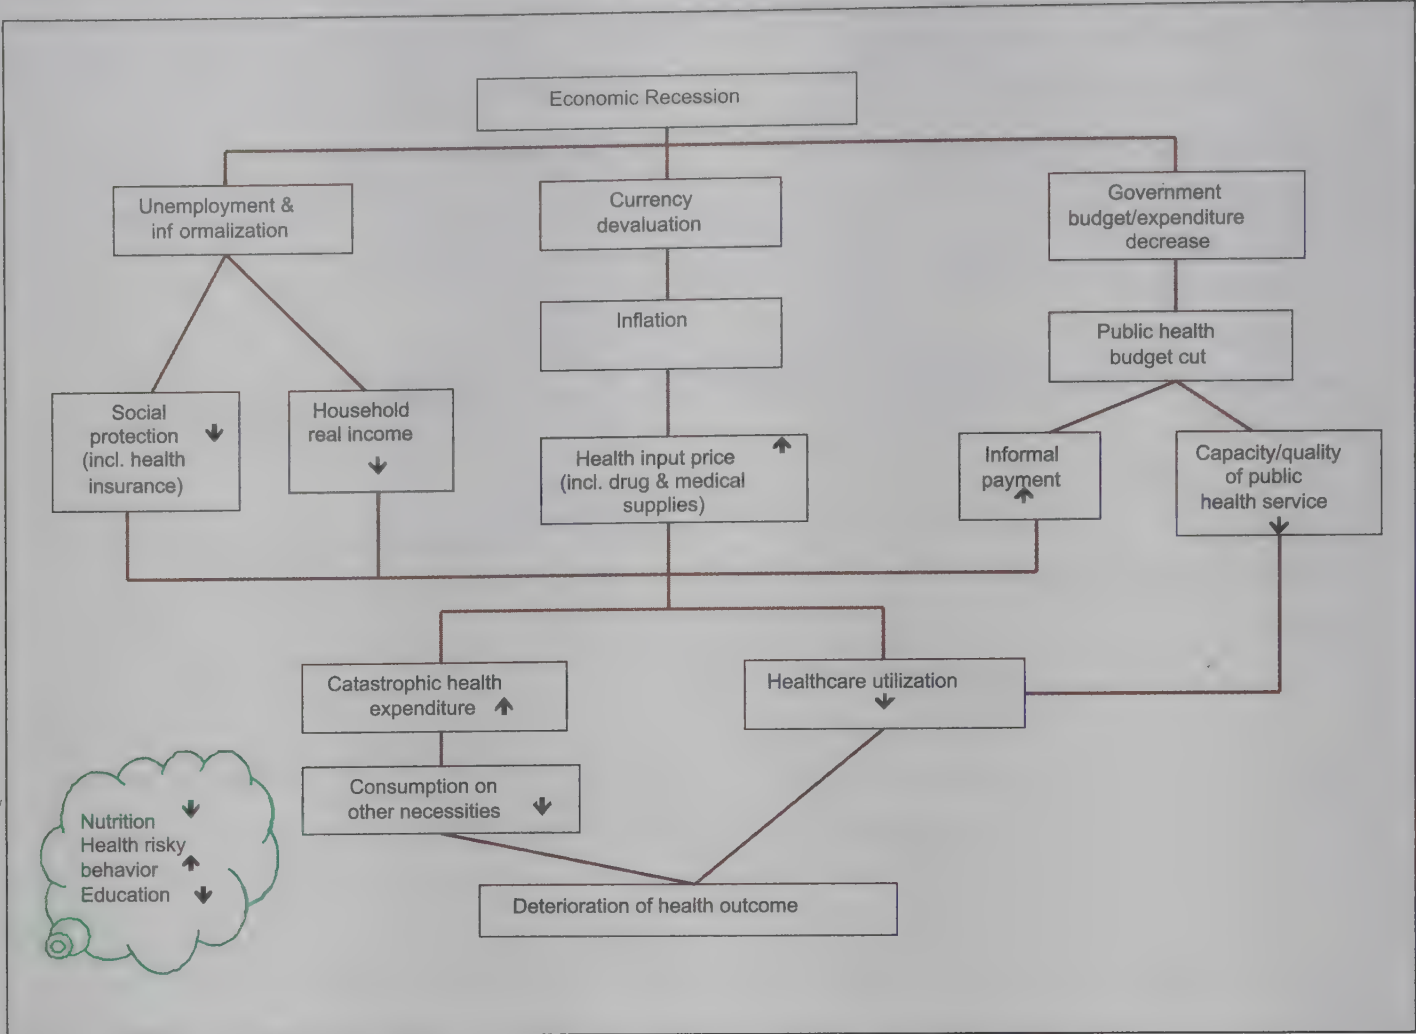 Economic Recession
Unemployment &
inf ormalization
Currency
devaluation
Government
budget/expenditure
decrease
Inflation
Public health
budget cut
Social
protection ↓
(incl. health
insurance)
Household
real income
↓
Health input price ↑
(incl. drug & medical
supplies)
Informal
payment
↑
Capacity/quality
of public
health service
↓
Catastrophic health
expenditure ↑
Healthcare utilization
↓
Consumption on
other necessities ↓
Nutrition ↓
Health risky
behavior ↑
Education ↓
Deterioration of health outcome